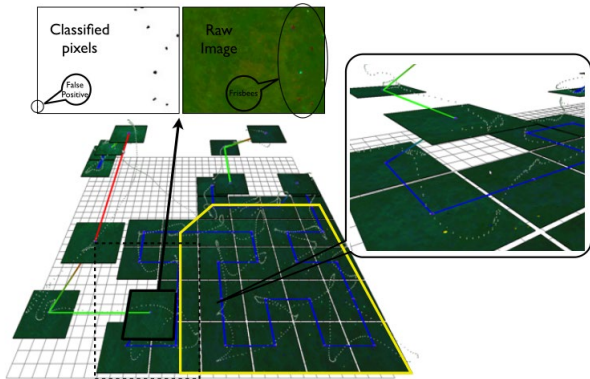 Classified
pixels
False
Positive
Raw
Image
Frisbees